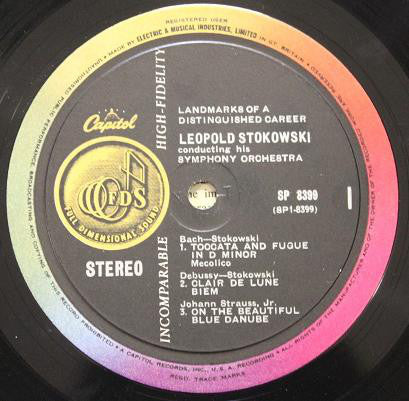 REGISTERED USER
• MADE BY ELECTRIC & MUSICAL INDUSTRIES, LIMITED IN GT. BRITAIN •
Capitol
HIGH-FIDELITY
INCOMPARABLE
FDS
FULL DIMENSIONAL SOUND
STEREO
LANDMARKS OF A
DISTINGUISHED CAREER
LEOPOLD STOKOWSKI
conducting his
SYMPHONY ORCHESTRA
SP 8399
(SP1-8399)
1
Bach—Stokowski
1. TOCCATA AND FUGUE
IN D MINOR
Mecolico
Debussy—Stokowski
2. CLAIR DE LUNE
BIEM
Johann Strauss, Jr.
3. ON THE BEAUTIFUL
BLUE DANUBE
UNAUTHORISED PUBLIC PERFORMANCE, BROADCASTING AND COPYING OF THIS RECORD PROHIBITED • A CAPITOL RECORDS, INC., U.S.A. RECORDING • ALL RIGHTS OF THE MANUFACTURER AND OF THE OWNER OF THE RECORDED WORK RESERVED
REGD. TRADE MARKS